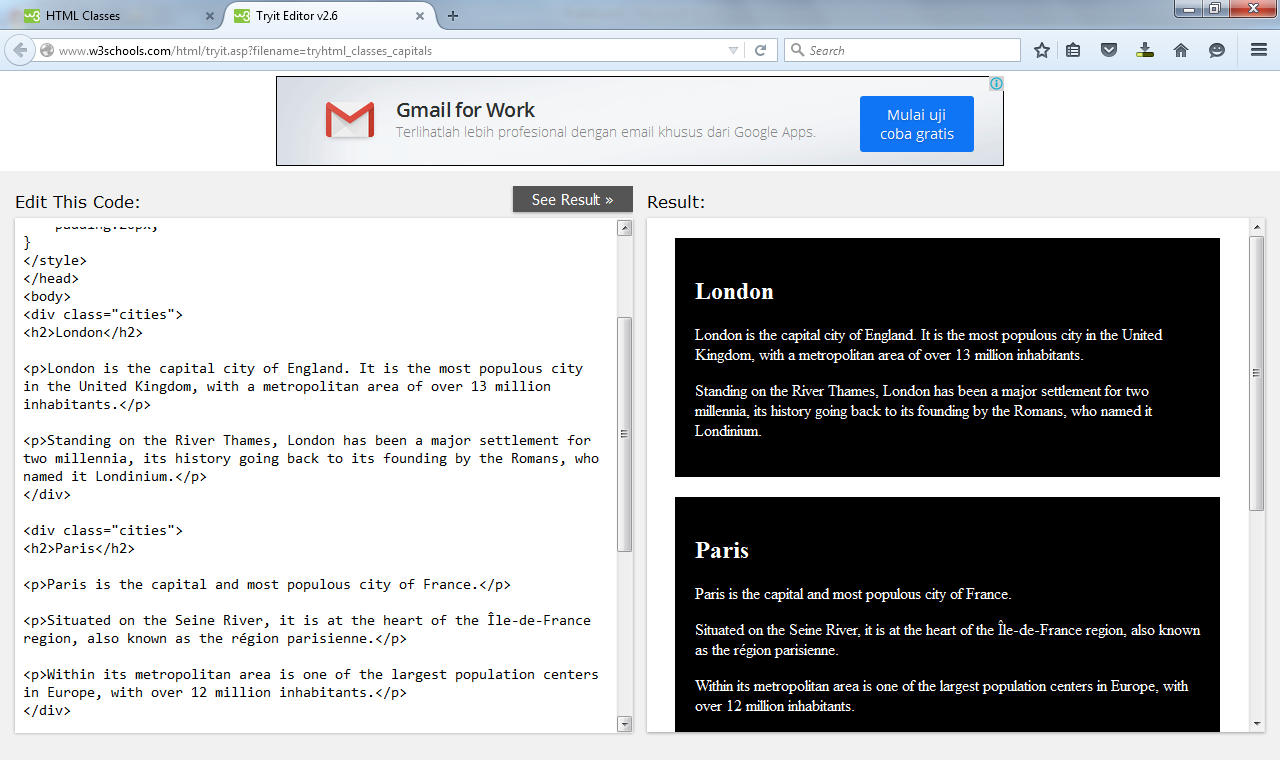 HTML Classes
Tryit Editor v2.6
www.w3schools.com/html/tryit.asp?filename=tryhtml_classes_capitals
Search
Gmail for Work
Terlihatlah lebih profesional dengan email khusus dari Google Apps.
Mulai uji
coba gratis
Edit This Code:
See Result »
Result:
}
</style>
</head>
<body>
<div class="cities">
<h2>London</h2>
<p>London is the capital city of England. It is the most populous city
in the United Kingdom, with a metropolitan area of over 13 million
inhabitants.</p>
<p>Standing on the River Thames, London has been a major settlement for
two millennia, its history going back to its founding by the Romans, who
named it Londinium.</p>
</div>
<div class="cities">
<h2>Paris</h2>
<p>Paris is the capital and most populous city of France.</p>
<p>Situated on the Seine River, it is at the heart of the Île-de-France
region, also known as the région parisienne.</p>
<p>Within its metropolitan area is one of the largest population centers
in Europe, with over 12 million inhabitants.</p>
</div>
London
London is the capital city of England. It is the most populous city in the United
Kingdom, with a metropolitan area of over 13 million inhabitants.
Standing on the River Thames, London has been a major settlement for two
millennia, its history going back to its founding by the Romans, who named it
Londinium.
Paris
Paris is the capital and most populous city of France.
Situated on the Seine River, it is at the heart of the Île-de-France region, also known
as the région parisienne.
Within its metropolitan area is one of the largest population centers in Europe, with
over 12 million inhabitants.